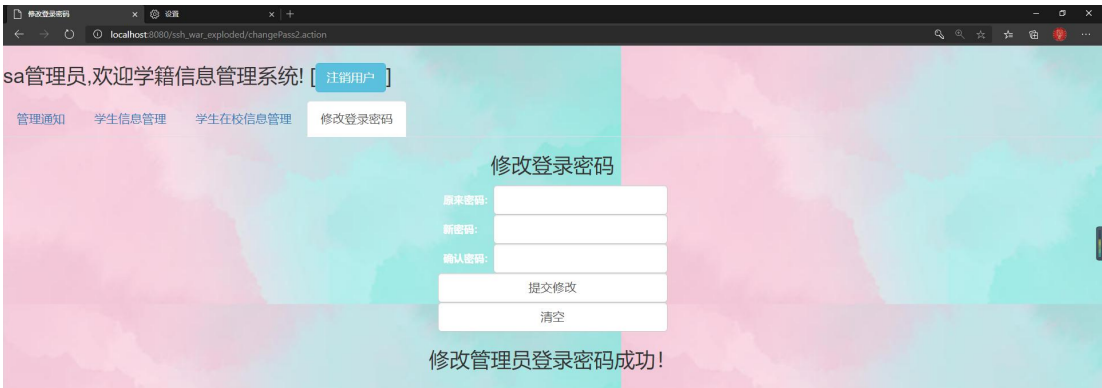 修改登录密码
设置
localhost:8080/ssh_war_exploded/changePass2.action
sa管理员,欢迎学籍信息管理系统! [ 注销用户 ]
管理通知 学生信息管理 学生在校信息管理 修改登录密码
修改登录密码
原来密码:
新密码:
确认密码:
提交修改
清空
修改管理员登录密码成功!